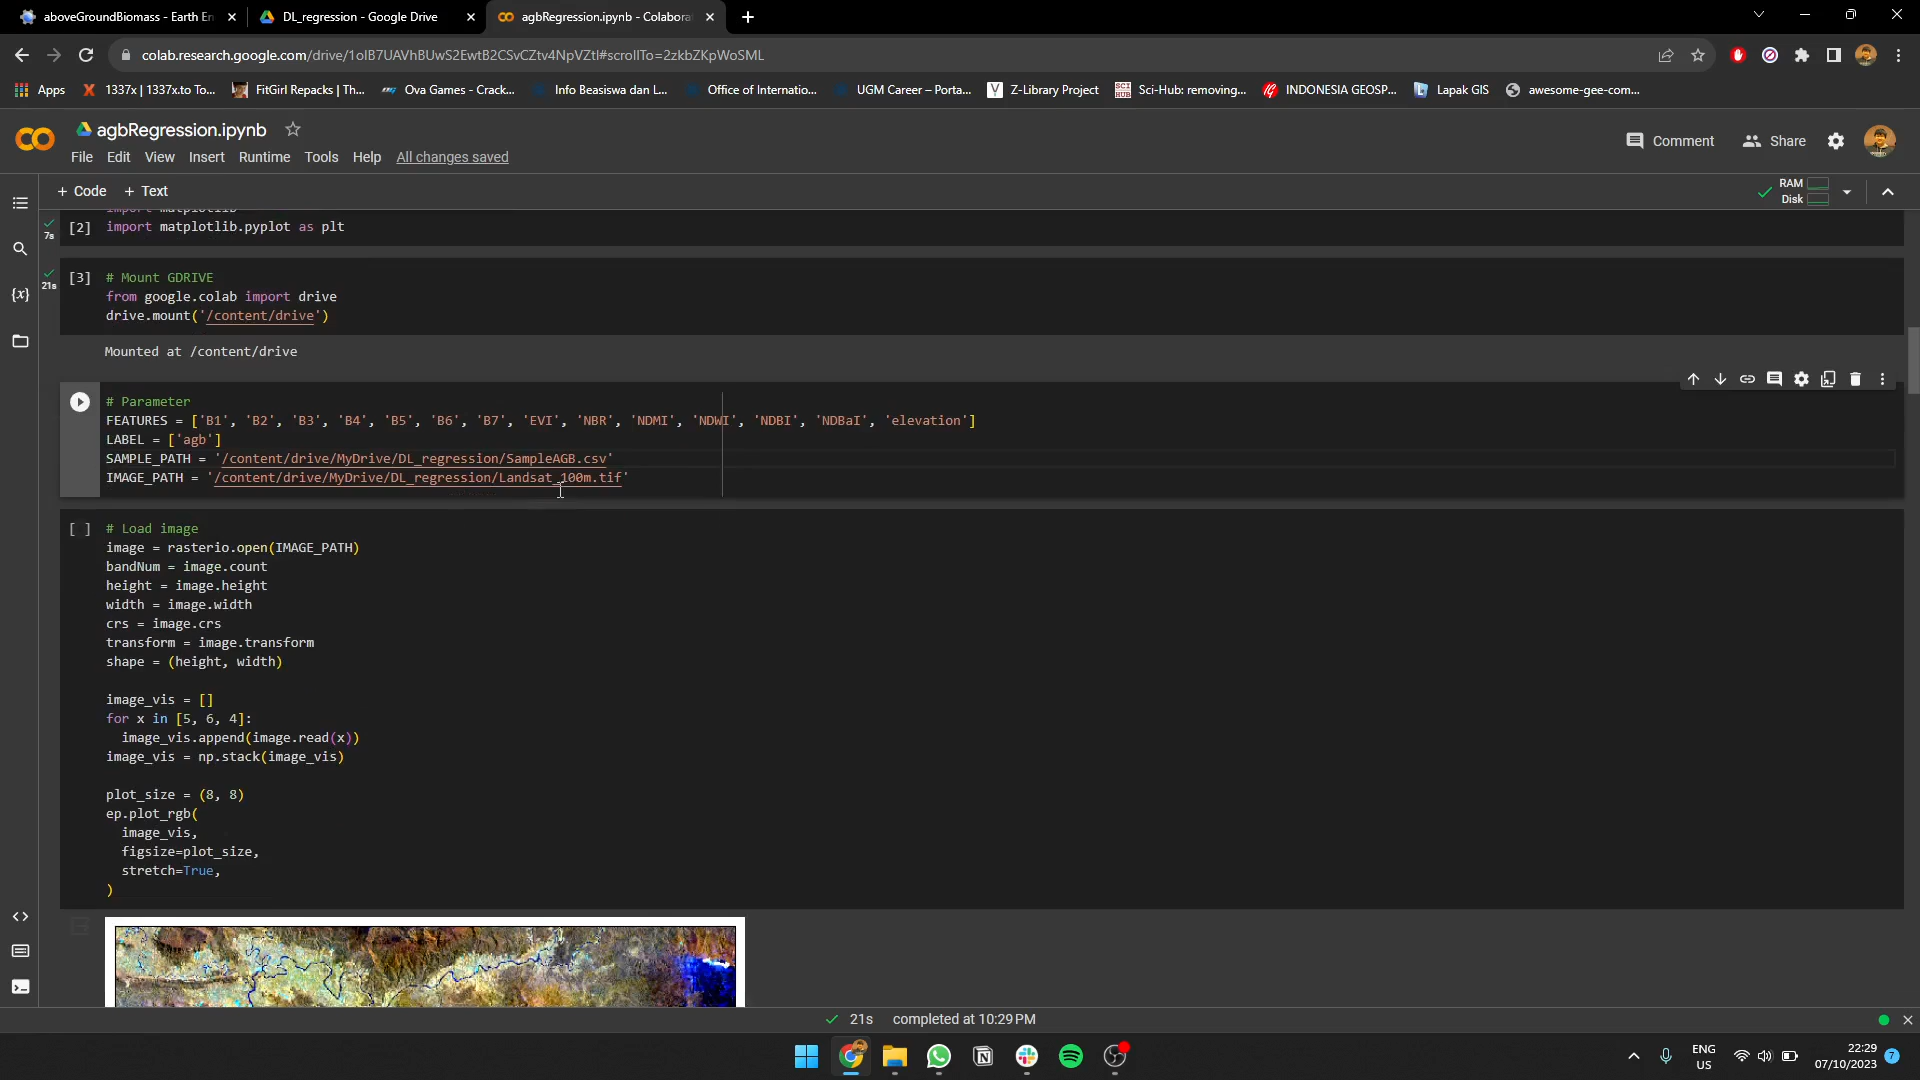 aboveGroundBiomass - Earth En
DL_regression - Google Drive
agbRegression.ipynb - Colabora
colab.research.google.com/drive/1oIB7UAVhBUwS2EwtB2CSvCZtv4NpVZtl#scrollTo=2zkbZKpWoSML
Apps
1337x | 1337x.to To...
FitGirl Repacks | Th...
Ova Games - Crack...
Info Beasiswa dan L...
Office of Internatio...
UGM Career – Porta...
Z-Library Project
Sci-Hub: removing...
INDONESIA GEOSP...
Lapak GIS
awesome-gee-com...
agbRegression.ipynb
Comment
Share
File Edit View Insert Runtime Tools Help All changes saved
+ Code + Text
RAM
Disk
7s
[2] import matplotlib.pyplot as plt
21s
[3] # Mount GDRIVE
from google.colab import drive
drive.mount('/content/drive')
Mounted at /content/drive
# Parameter
FEATURES = ['B1', 'B2', 'B3', 'B4', 'B5', 'B6', 'B7', 'EVI', 'NBR', 'NDMI', 'NDWI', 'NDBI', 'NDBaI', 'elevation']
LABEL = ['agb']
SAMPLE_PATH = '/content/drive/MyDrive/DL_regression/SampleAGB.csv'
IMAGE_PATH = '/content/drive/MyDrive/DL_regression/Landsat_100m.tif'
[ ] # Load image
image = rasterio.open(IMAGE_PATH)
bandNum = image.count
height = image.height
width = image.width
crs = image.crs
transform = image.transform
shape = (height, width)
image_vis = []
for x in [5, 6, 4]:
image_vis.append(image.read(x))
image_vis = np.stack(image_vis)
plot_size = (8, 8)
ep.plot_rgb(
image_vis,
figsize=plot_size,
stretch=True,
)
21s completed at 10:29 PM
ENG
US
22:29
07/10/2023
7